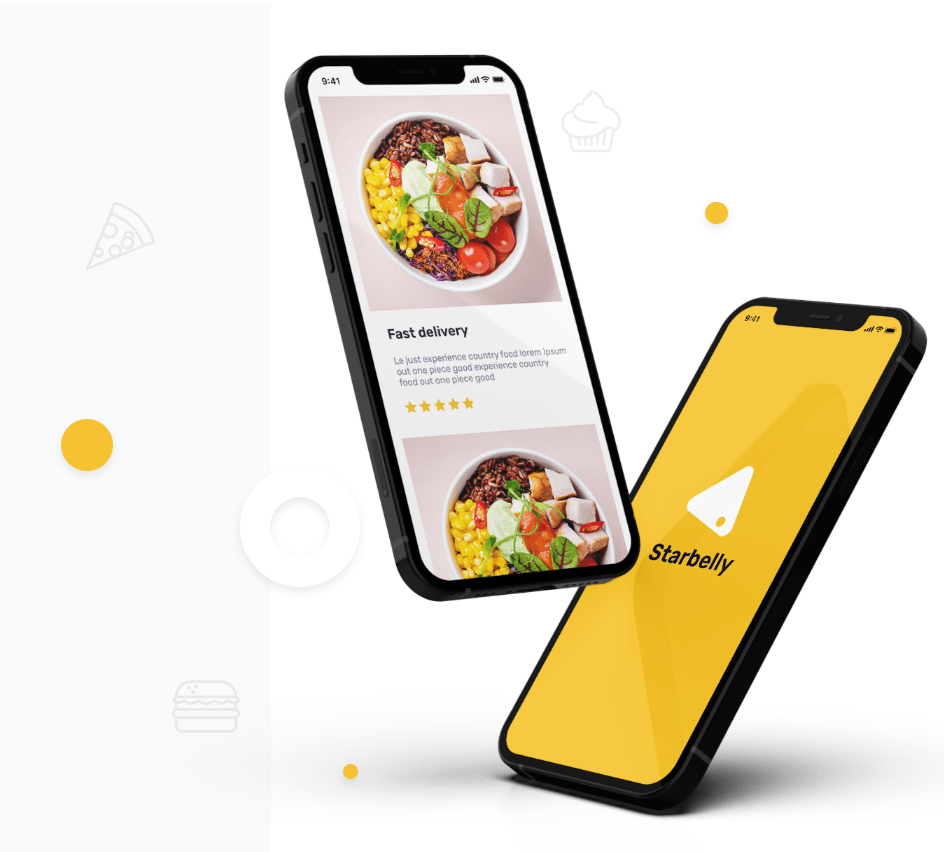 9:41
Fast delivery
Le just experience country food lorem ipsum
out one piece good experience country
food out one piece good
9:41
Starbelly